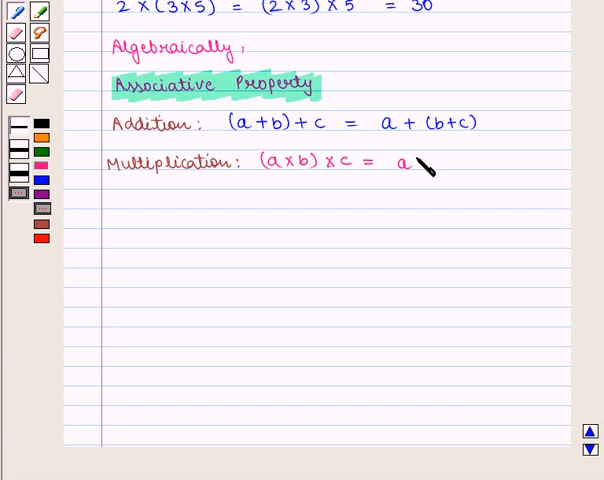 2 × (3 × 5) = (2 × 3) × 5 = 30
Algebraically,
Associative Property
Addition: (a + b) + c = a + (b+c)
Multiplication: (a × b) × c = a